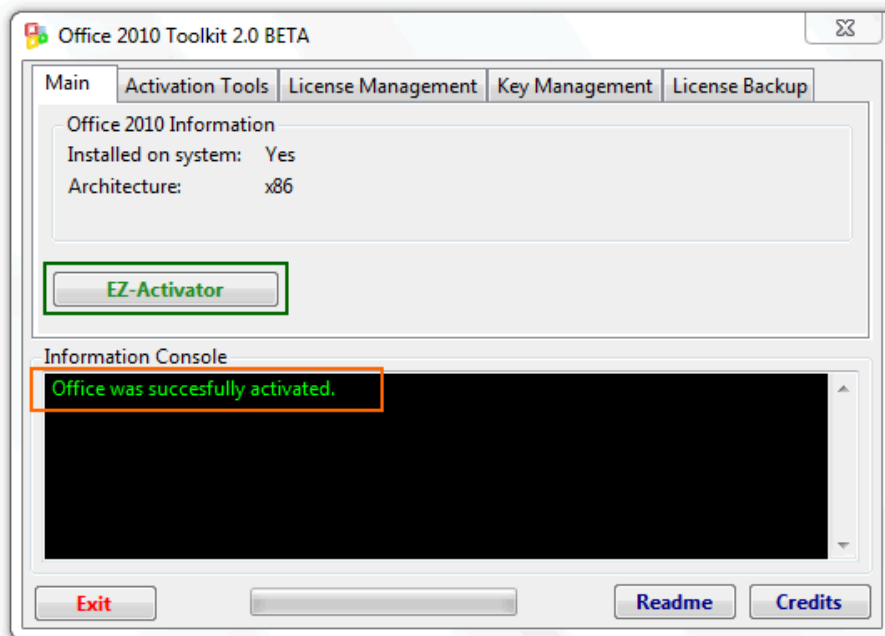 Office 2010 Toolkit 2.0 BETA
Main Activation Tools License Management Key Management License Backup
Office 2010 Information
Installed on system: Yes
Architecture: x86
EZ-Activator
Information Console
Office was succesfully activated.
Exit Readme Credits